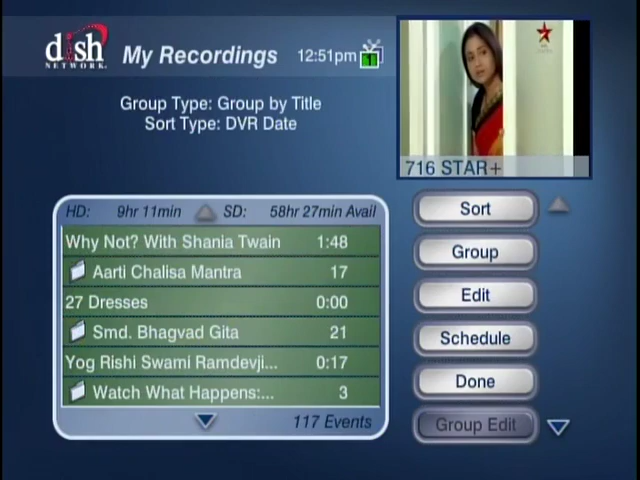 dish
NETWORK
My Recordings
12:51pm
1
Group Type: Group by Title
Sort Type: DVR Date
716 STAR+
HD: 9hr 11min SD: 58hr 27min Avail
Why Not? With Shania Twain 1:48
Aarti Chalisa Mantra 17
27 Dresses 0:00
Smd. Bhagvad Gita 21
Yog Rishi Swami Ramdevji... 0:17
Watch What Happens:... 3
117 Events
Sort
Group
Edit
Schedule
Done
Group Edit